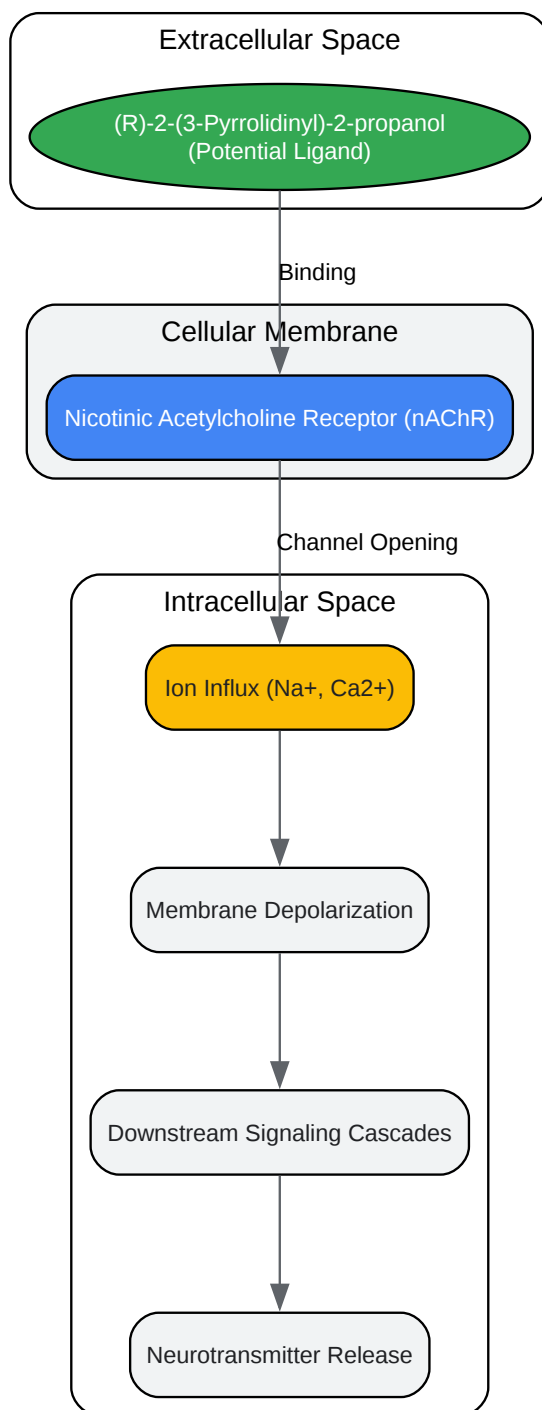 Extracellular Space
(R)-2-(3-Pyrrolidinyl)-2-propanol
(Potential Ligand)
Binding
Cellular Membrane
Nicotinic Acetylcholine Receptor (nAChR)
Channel Opening
Intracellular Space
Ion Influx (Na+, Ca2+)
Membrane Depolarization
Downstream Signaling Cascades
Neurotransmitter Release